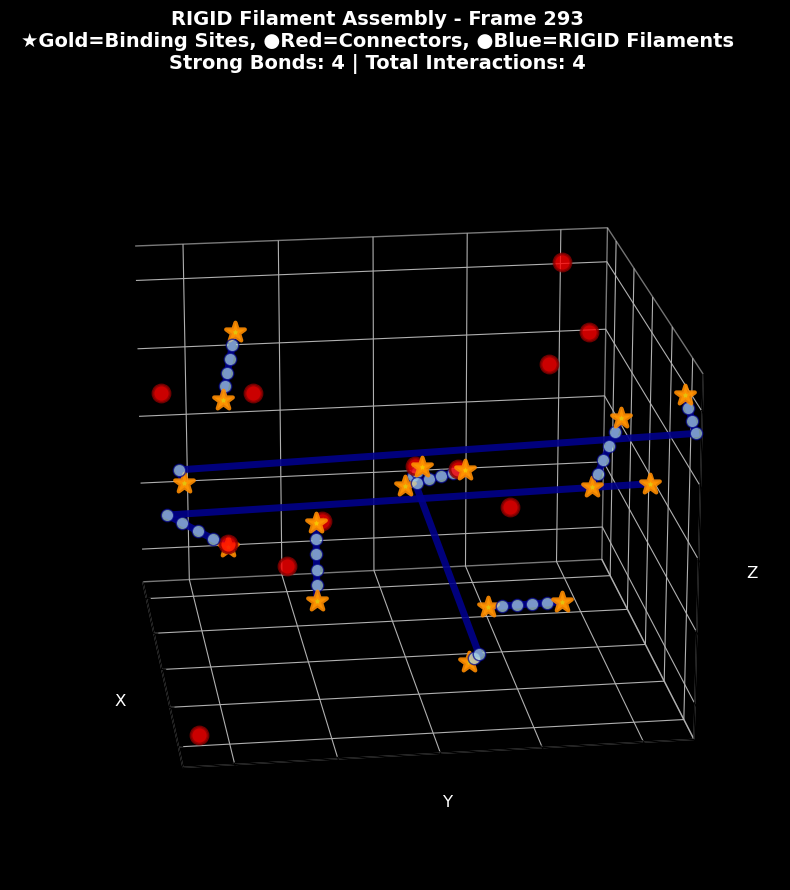 RIGID Filament Assembly - Frame 293
★Gold=Binding Sites, ●Red=Connectors, ●Blue=RIGID Filaments
Strong Bonds: 4 | Total Interactions: 4
Z
X
Y